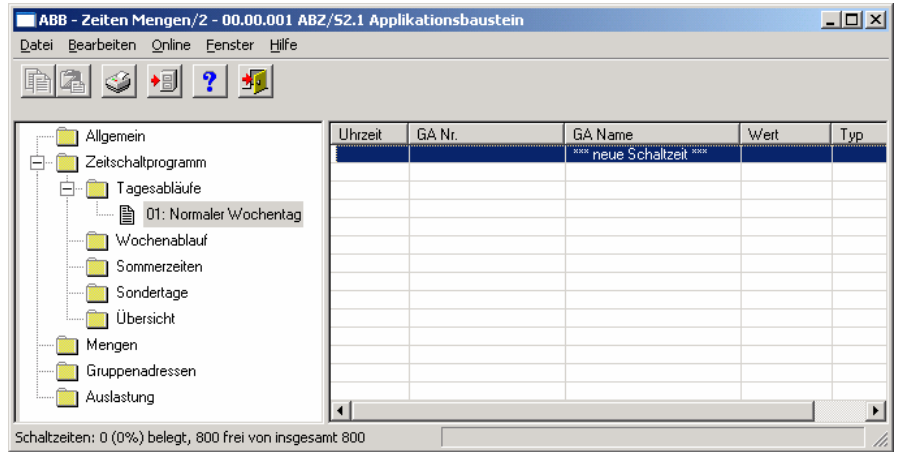 ABB - Zeiten Mengen/2 - 00.00.001 ABZ/S2.1 Applikationsbaustein
Datei Bearbeiten Online Fenster Hilfe
Allgemein
Zeitschaltprogramm
Tagesabläufe
01: Normaler Wochentag
Wochenablauf
Sommerzeiten
Sondertage
Übersicht
Mengen
Gruppenadressen
Auslastung
Uhrzeit GA Nr. GA Name Wert Typ
*** neue Schaltzeit ***
Schaltzeiten: 0 (0%) belegt, 800 frei von insgesamt 800